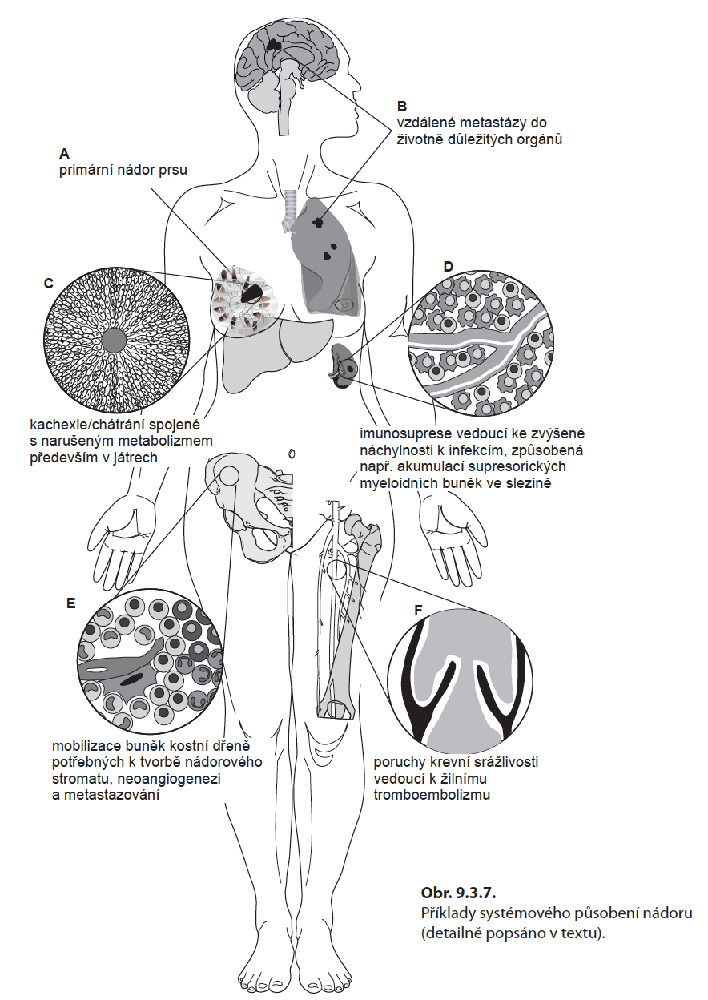 B
vzdálené metastázy do
životně důležitých orgánů
A
primární nádor prsu
C
D
kachexie/chátrání spojené
s narušeným metabolizmem
především v játrech
imunosuprese vedoucí ke zvýšené
náchylnosti k infekcím, způsobená
např. akumulací supresorických
myeloidních buněk ve slezině
E
F
mobilizace buněk kostní dřeně
potřebných k tvorbě nádorového
stromatu, neoangiogenezi
a metastazování
poruchy krevní srážlivosti
vedoucí k žilnímu
tromboembolizmu
Obr. 9.3.7.
Příklady systémového působení nádoru
(detailně popsáno v textu).